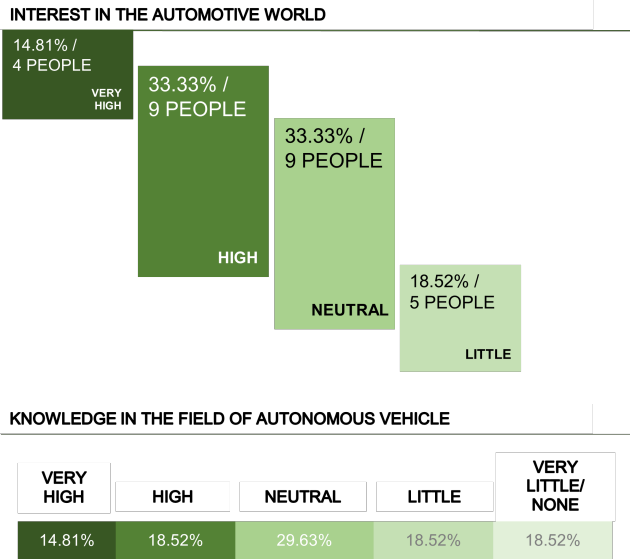 INTEREST IN THE AUTOMOTIVE WORLD
14.81% /
4 PEOPLE
VERY
HIGH
33.33% /
9 PEOPLE
HIGH
33.33% /
9 PEOPLE
NEUTRAL
18.52% /
5 PEOPLE
LITTLE
KNOWLEDGE IN THE FIELD OF AUTONOMOUS VEHICLE
VERY
HIGH
HIGH
NEUTRAL
LITTLE
VERY
LITTLE/
NONE
14.81%
18.52%
29.63%
18.52%
18.52%